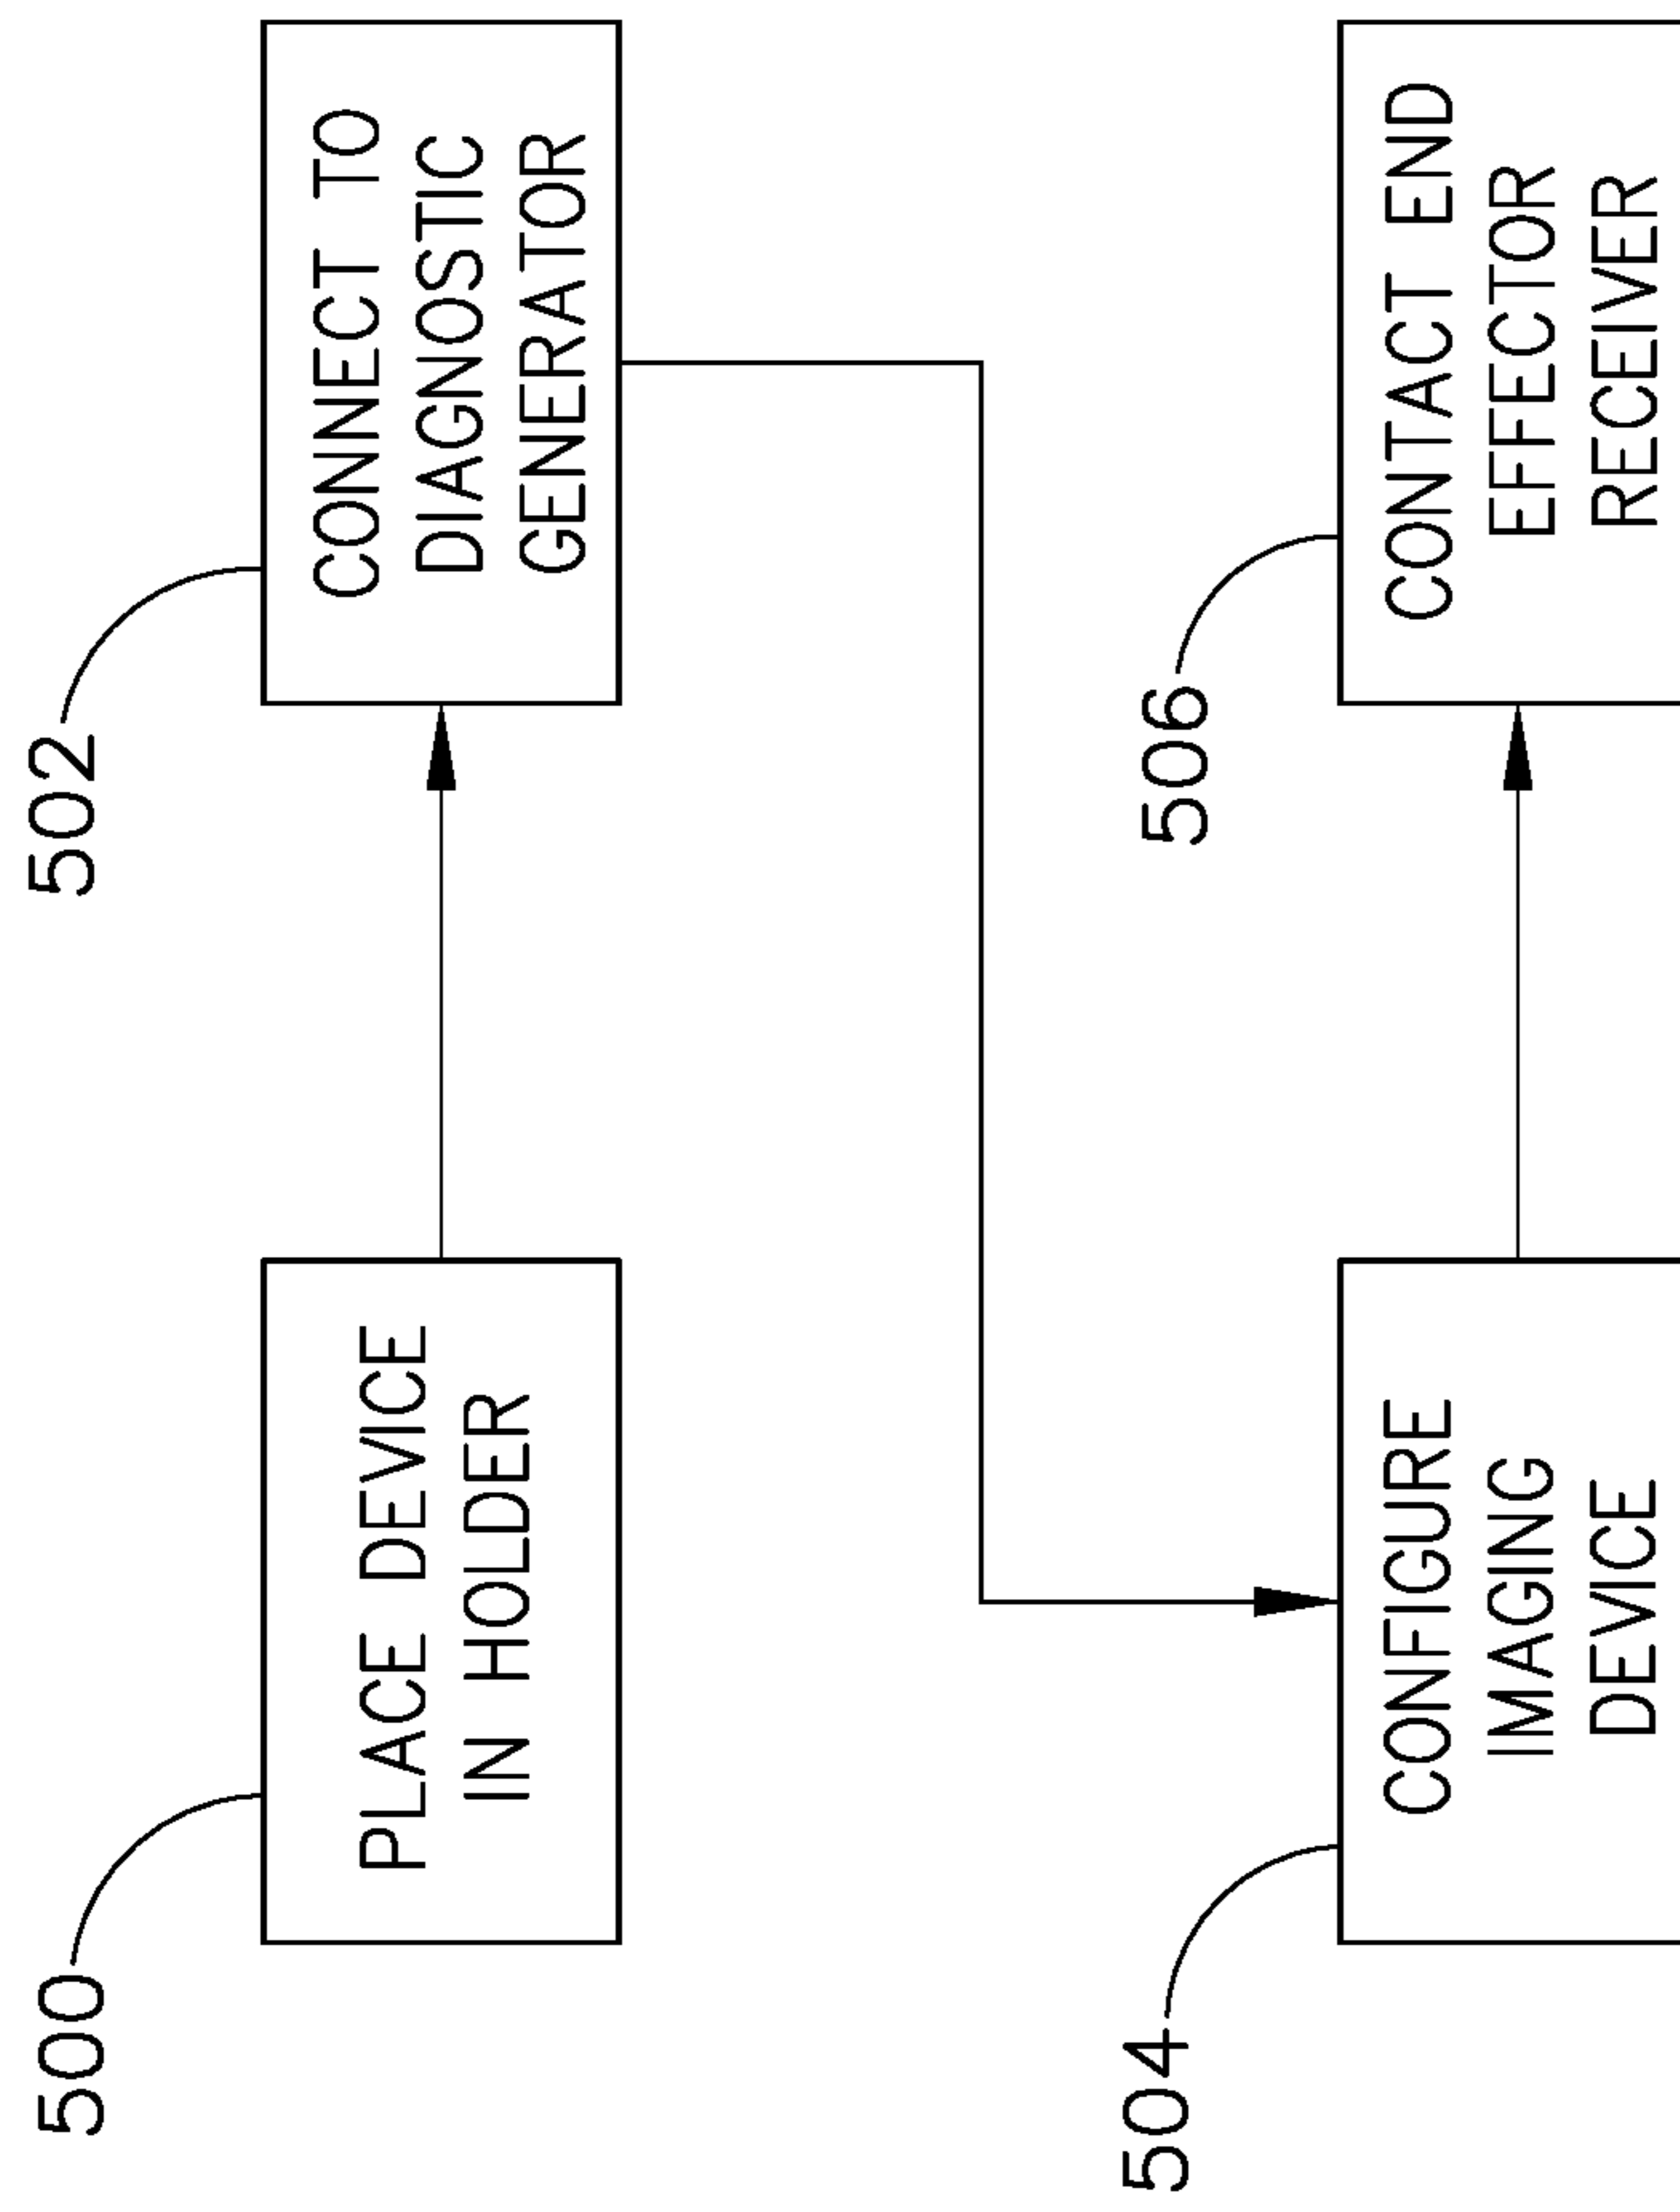 500
PLACE DEVICE
IN HOLDER
502
CONNECT TO
DIAGNOSTIC
GENERATOR
504
CONFIGURE
IMAGING
DEVICE
506
CONTACT END
EFFECTOR
RECEIVER